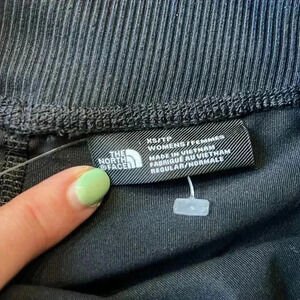 THE
NORTH
FACE
XS/TP
WOMENS/FEMMES
MADE IN VIETNAM
FABRIQUÉ AU VIETNAM
REGULAR/NORMALE